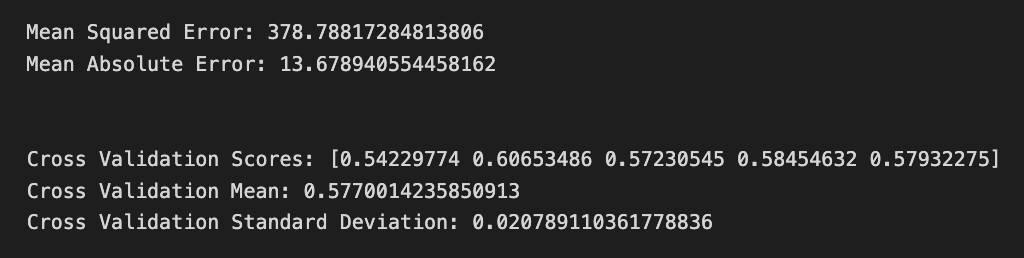 Mean Squared Error: 378.78817284813806
Mean Absolute Error: 13.678940554458162
Cross Validation Scores: [0.54229774 0.60653486 0.57230545 0.58454632 0.57932275]
Cross Validation Mean: 0.5770014235850913
Cross Validation Standard Deviation: 0.020789110361778836